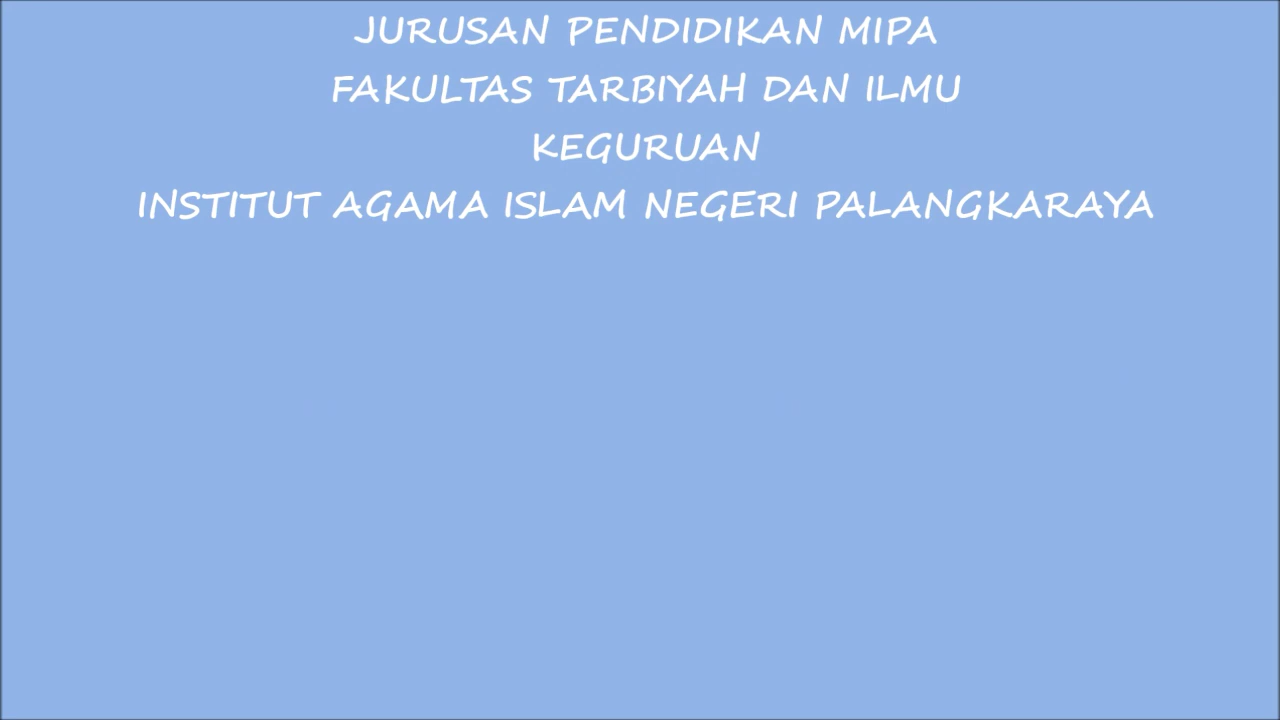 JURUSAN PENDIDIKAN MIPA
FAKULTAS TARBIYAH DAN ILMU
KEGURUAN
INSTITUT AGAMA ISLAM NEGERI PALANGKARAYA